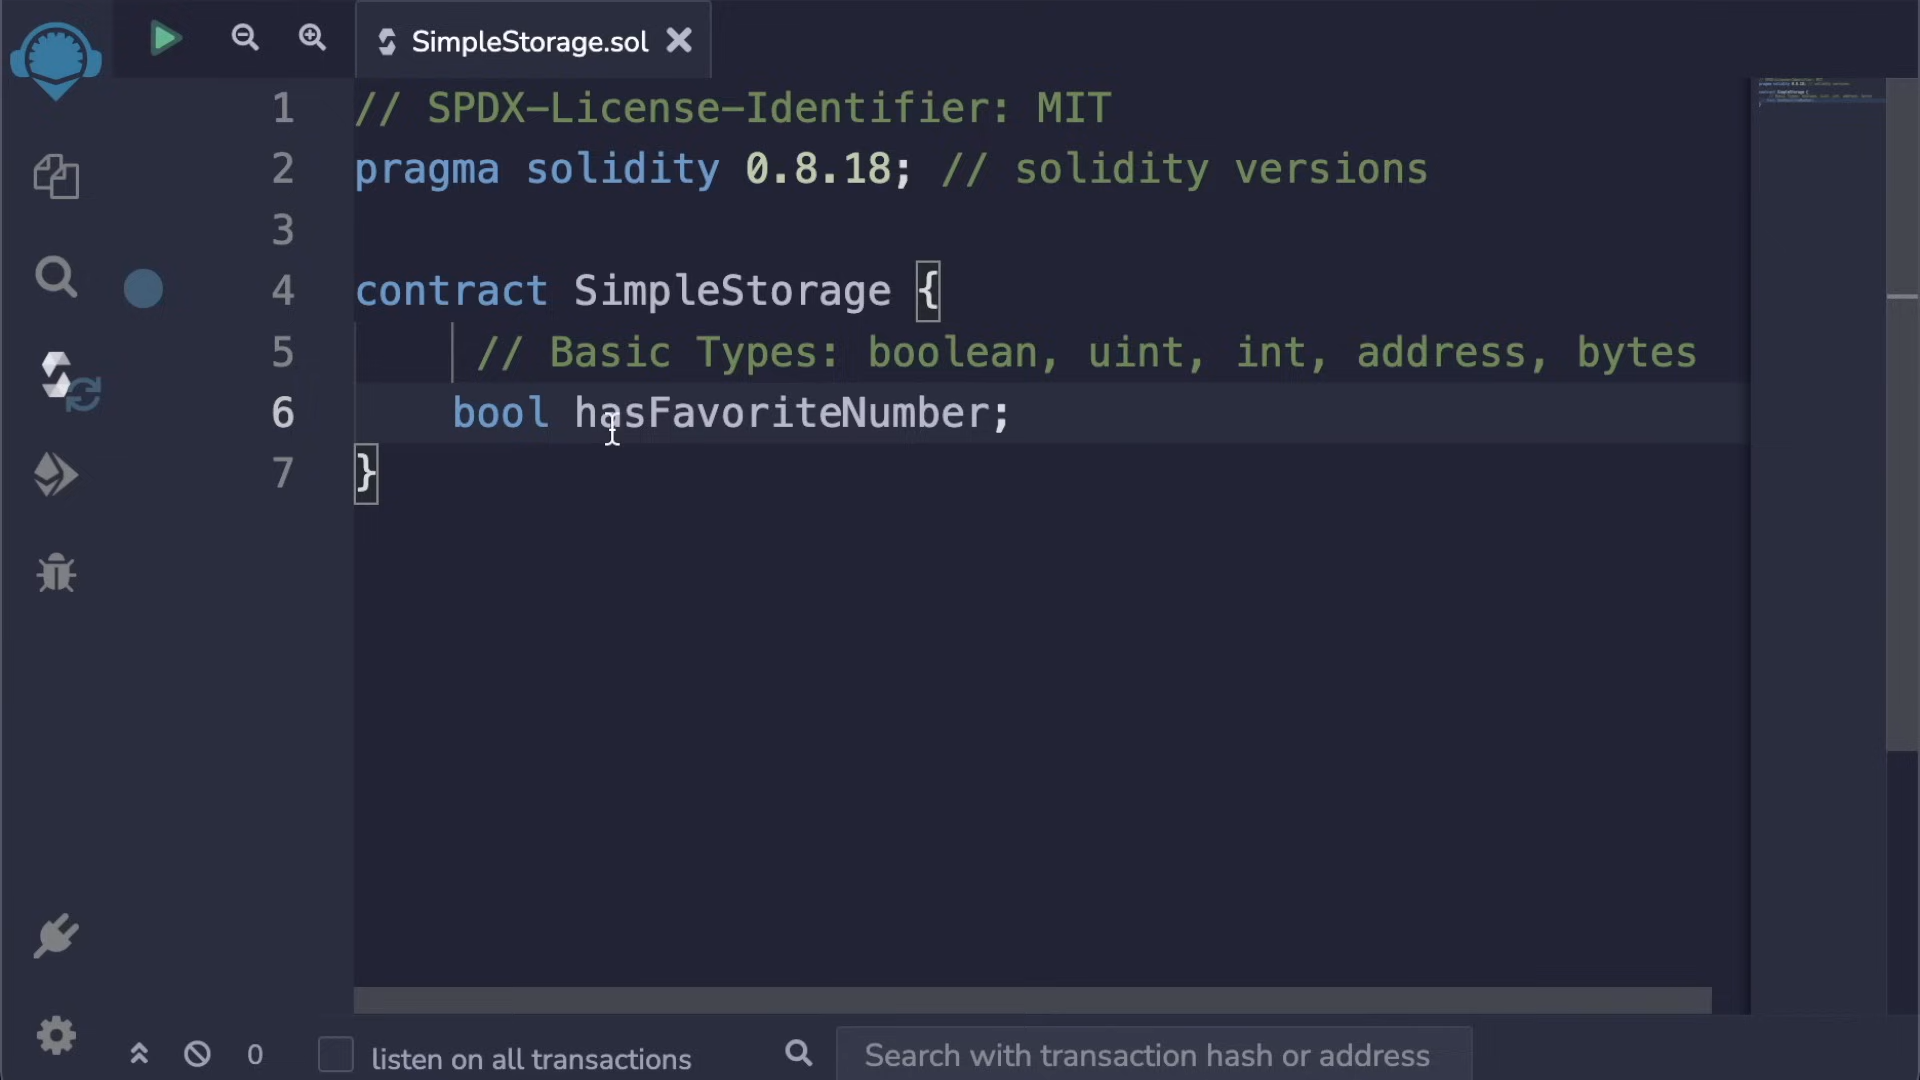 SimpleStorage.sol
1 // SPDX-License-Identifier: MIT
2 pragma solidity 0.8.18; // solidity versions
3
4 contract SimpleStorage {
5 // Basic Types: boolean, uint, int, address, bytes
6 bool hasFavoriteNumber;
7 }
0 listen on all transactions Search with transaction hash or address